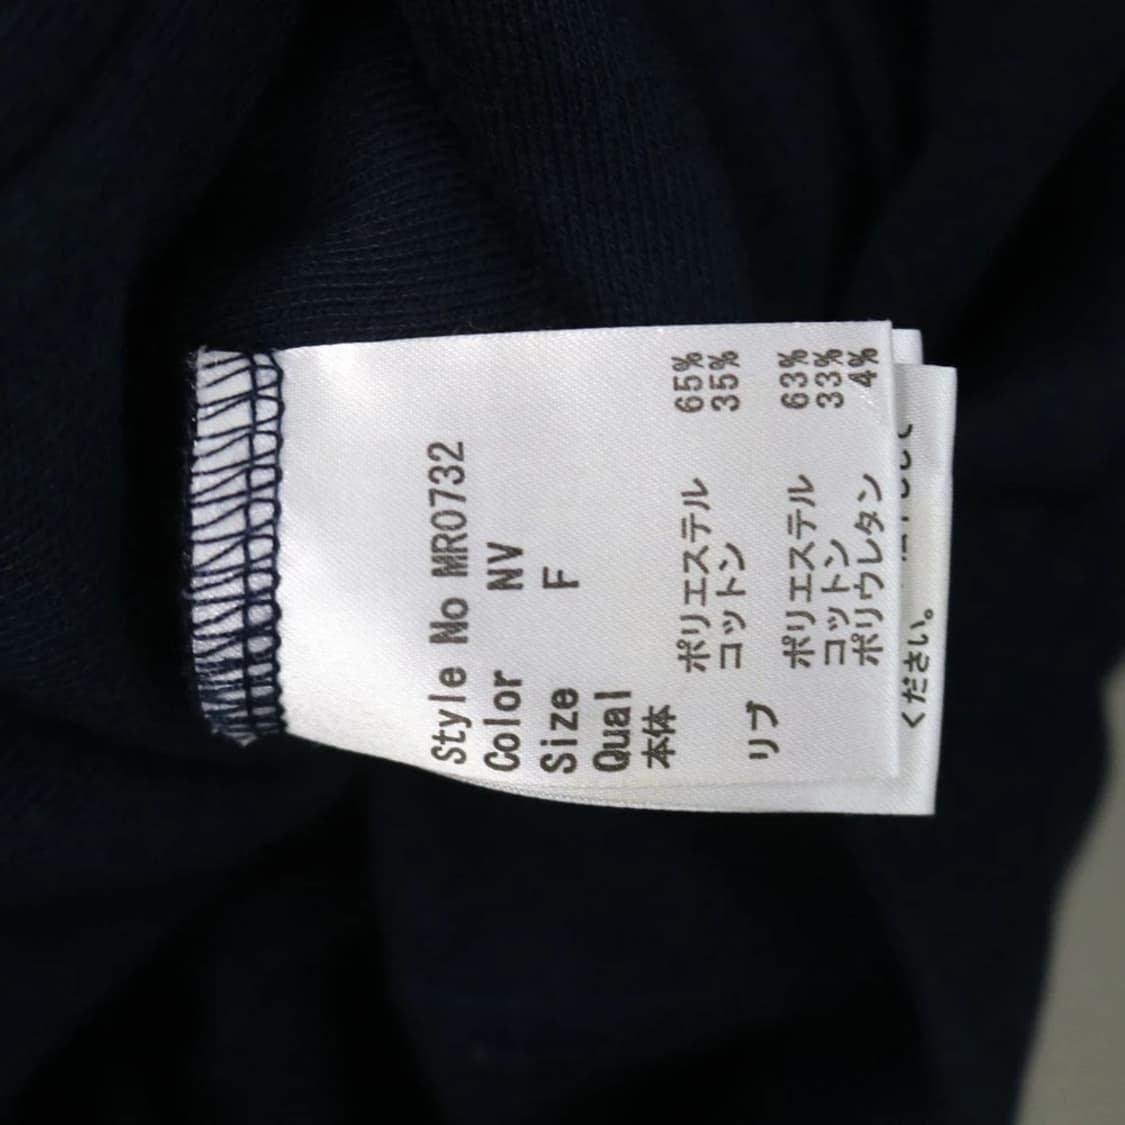 Style No MR0732
Color NV
Size F
Qual
本体
ポリエステル 65%
コットン 35%
リブ
ポリエステル 63%
コットン 33%
ポリウレタン 4%
ください。